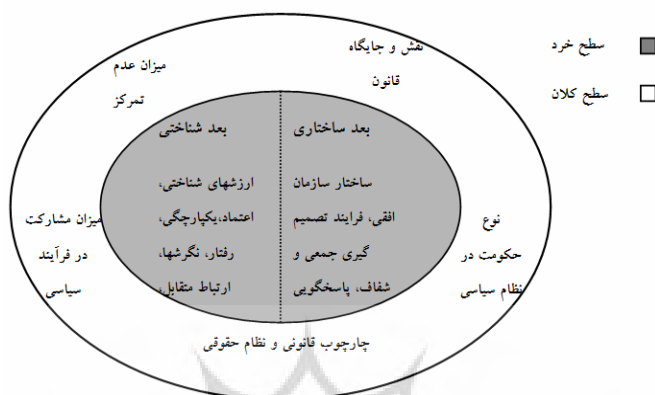 سطح خرد
سطح کلان
نقش و جایگاه
قانون
میزان عدم
تمرکز
بعد ساختاری
بعد شناختی
ساختار سازمان
افقی، فرایند تصمیم
گیری جمعی و
شفاف، پاسخگویی
ارزشهای شناختی،
اعتماد،یکپارچگی،
رفتار، نگرشها،
ارتباط متقابل،
نوع
حکومت در
نظام سیاسی
میزان مشارکت
در فرآیند
سیاسی
چارچوب قانونی و نظام حقوقی